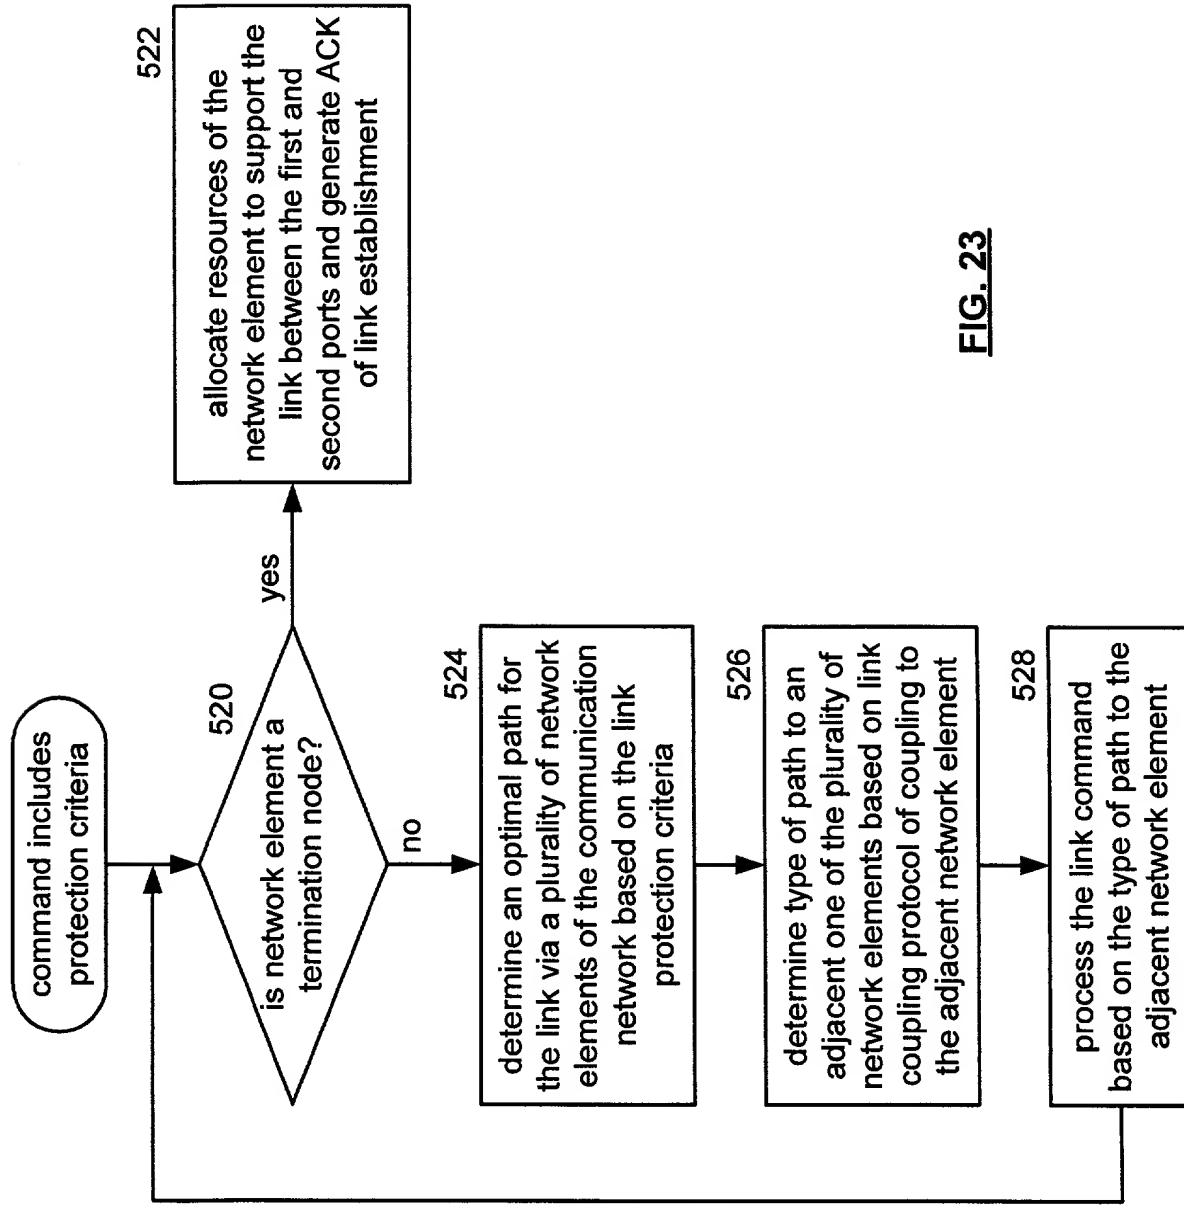 command includes
protection criteria
520
is network element a
termination node?
yes
no
522
allocate resources of the
network element to support the
link between the first and
second ports and generate ACK
of link establishment
524
determine an optimal path for
the link via a plurality of network
elements of the communication
network based on the link
protection criteria
526
determine type of path to an
adjacent one of the plurality of
network elements based on link
coupling protocol of coupling to
the adjacent network element
528
process the link command
based on the type of path to the
adjacent network element
FIG. 23